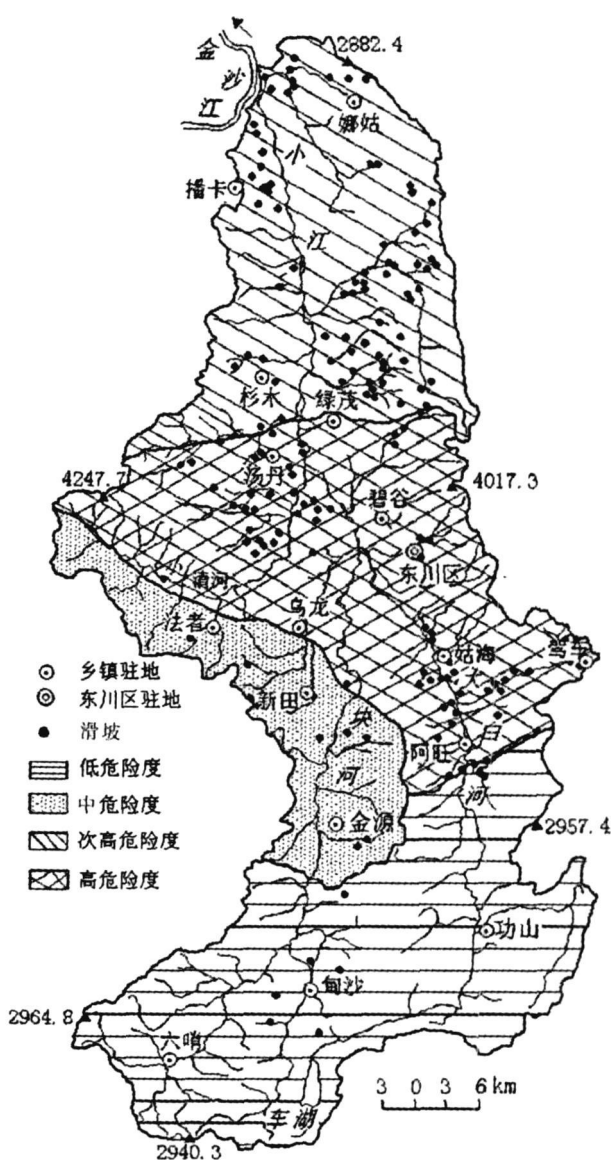 金
沙
江
2882.4
娜姑
小
播卡
江
杉木
绿茂
汤丹
4247.7
4017.3
碧谷
东川区
法者
乌龙
姑海
大
新田
块
白
阿旺
河
河
金源
2957.4
功山
甸沙
2964.8
六哨
车湖
2940.3
乡镇驻地
东川区驻地
滑坡
低危险度
中危险度
次高危险度
高危险度
3 0 3 6 km